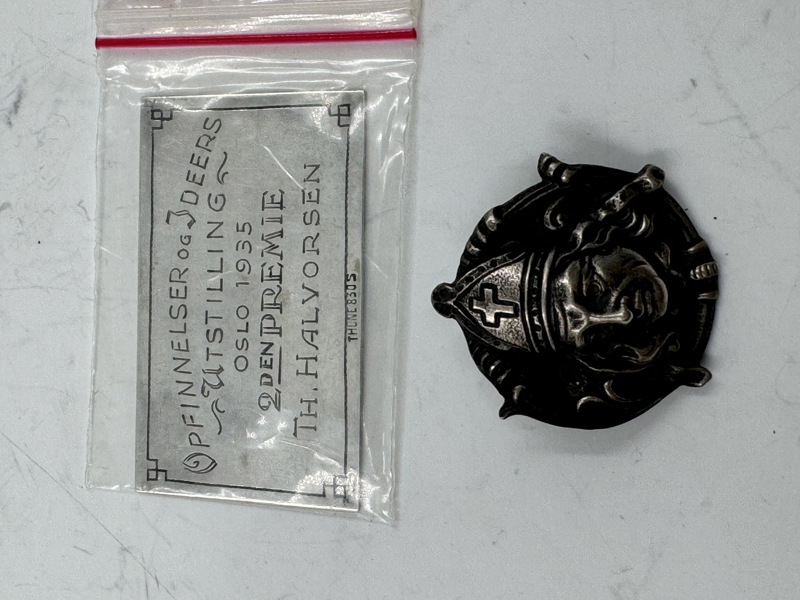 OPFINNELSER OG IDEERS
UTSTILLING
OSLO 1935
2DEN PREMIE
TH. HALVORSEN
THUNE 830S